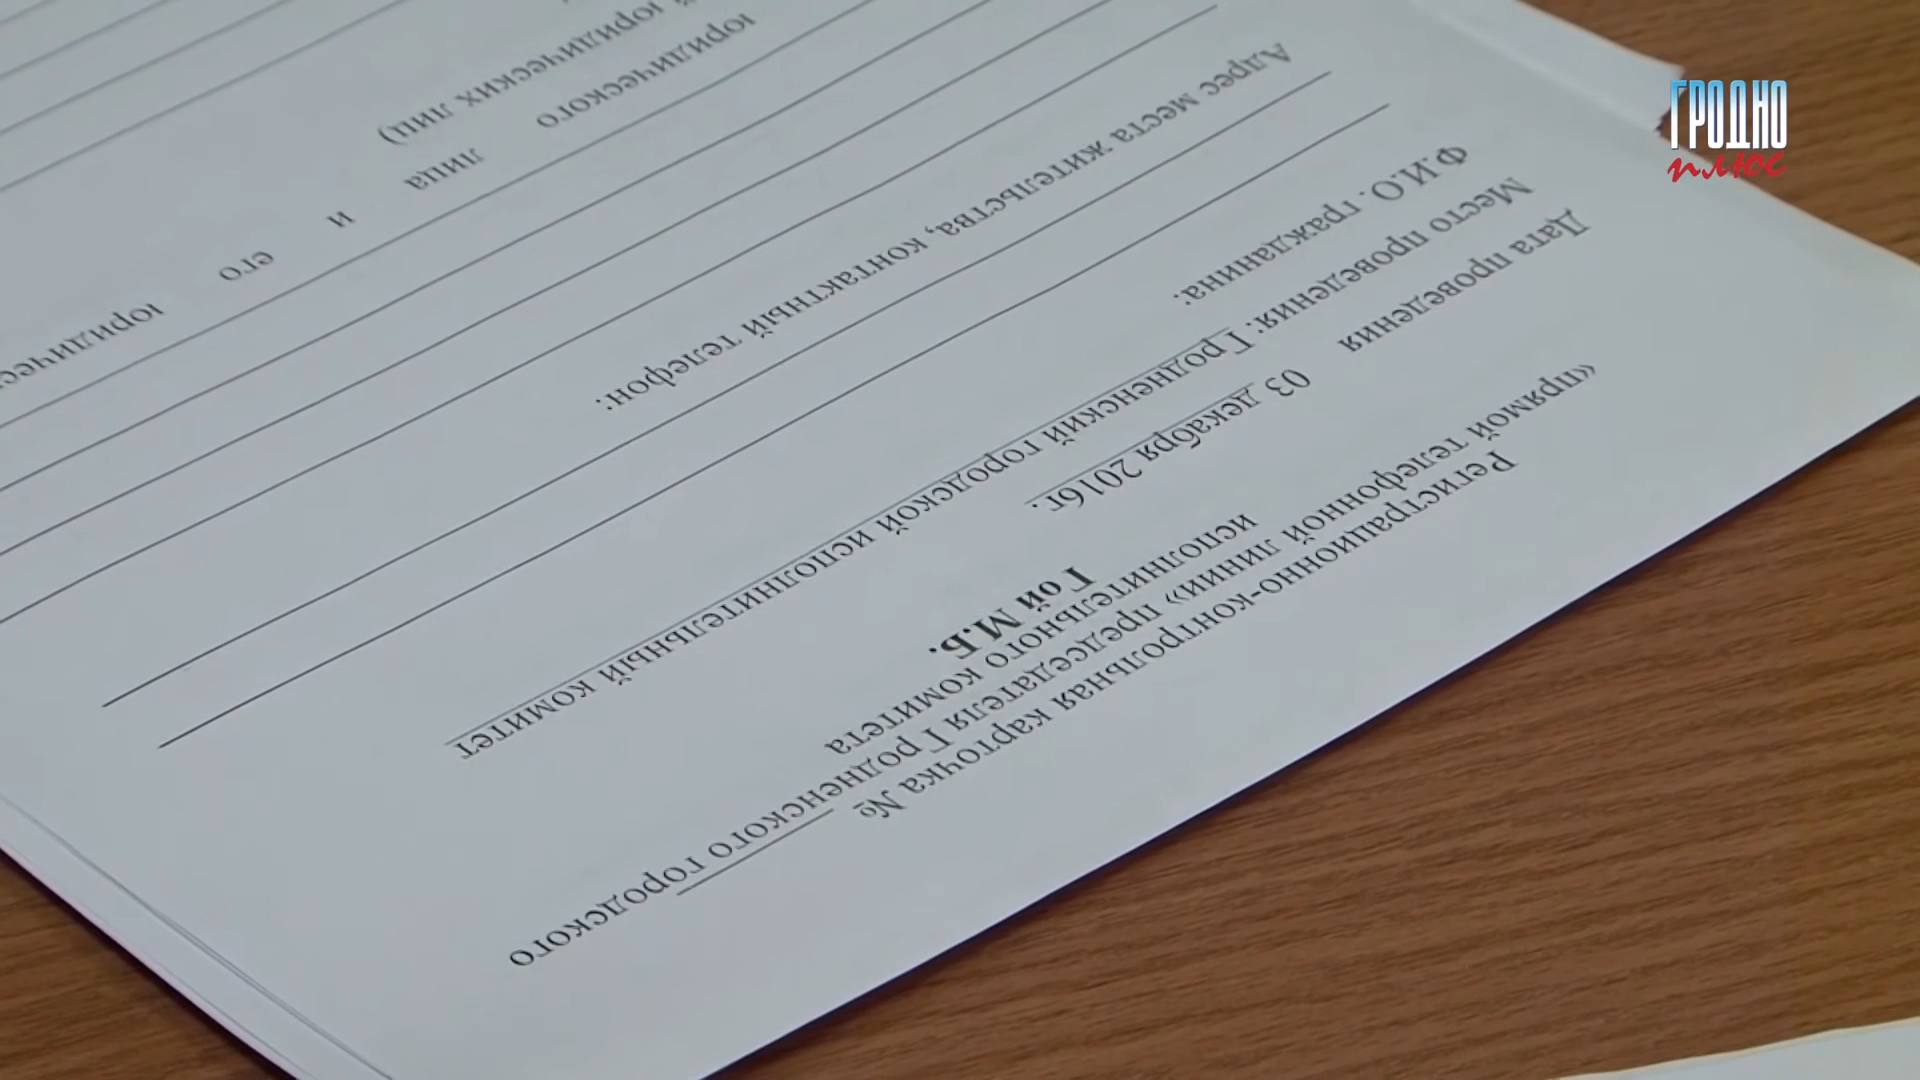 Регистрационно-контрольная карточка №
«прямой телефонной линии» председателя Гродненского городского
исполнительного комитета
Гой М.Б.
Дата проведения 03 декабря 2016г.
Место проведения: Гродненский городской исполнительный комитет
Ф.И.О. гражданина:
Адрес места жительства, контактный телефон:
юридического лица и его
юридических лиц)
ГРОДНО
плюс